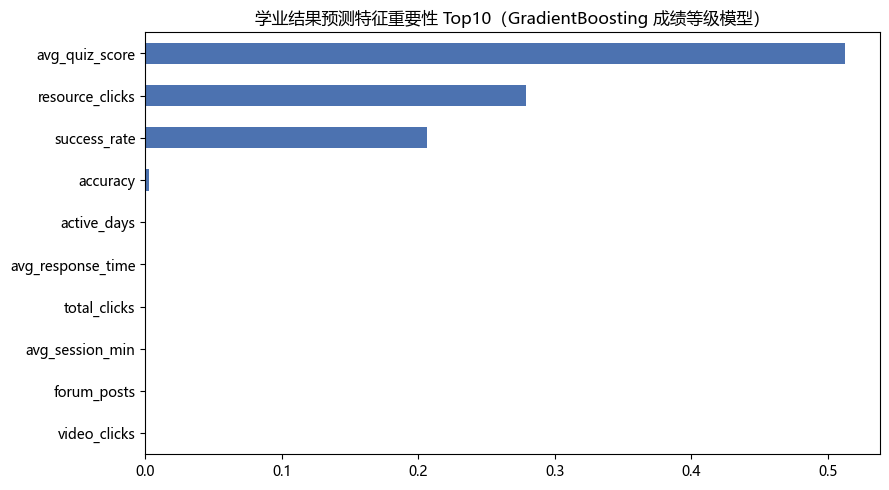 学业结果预测特征重要性 Top10（GradientBoosting 成绩等级模型）
avg_quiz_score
resource_clicks
success_rate
accuracy
active_days
avg_response_time
total_clicks
avg_session_min
forum_posts
video_clicks
0.0 0.1 0.2 0.3 0.4 0.5